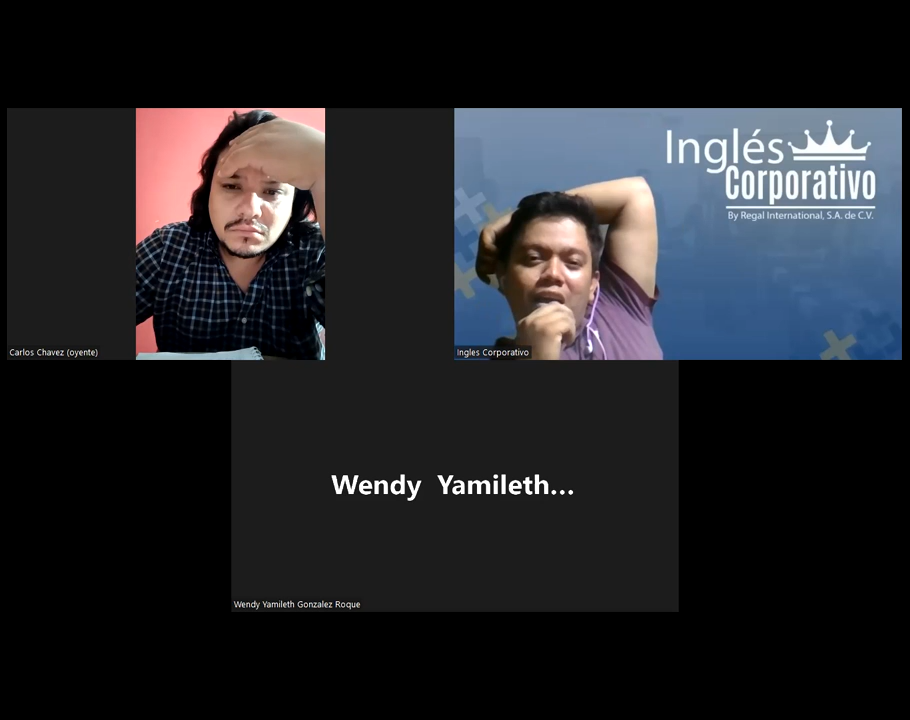 Inglés
Corporativo
By Regal International, S.A. de C.V.
Carlos Chavez (oyente)
Ingles Corporativo
Wendy Yamileth...
Wendy Yamileth Gonzalez Roque